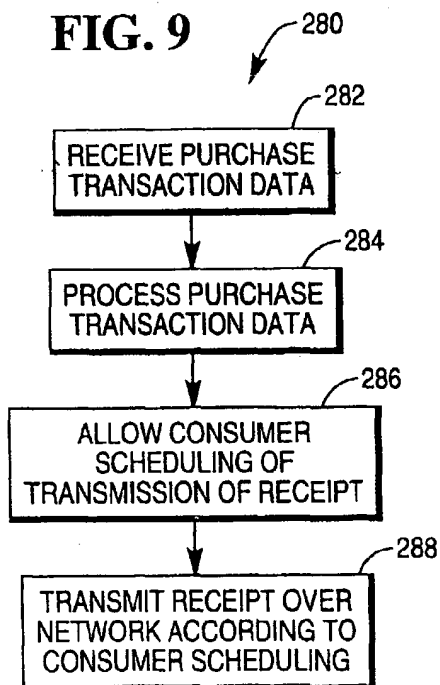 FIG. 9
280
282
RECEIVE PURCHASE
TRANSACTION DATA
284
PROCESS PURCHASE
TRANSACTION DATA
286
ALLOW CONSUMER
SCHEDULING OF
TRANSMISSION OF RECEIPT
288
TRANSMIT RECEIPT OVER
NETWORK ACCORDING TO
CONSUMER SCHEDULING